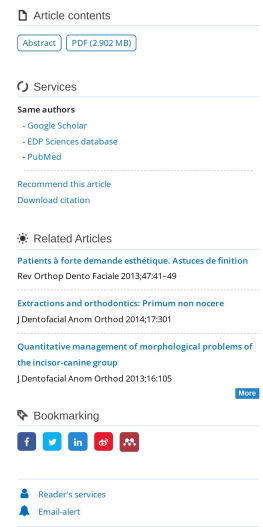 Article contents
Abstract PDF (2.902 MB)
Services
Same authors
- Google Scholar
- EDP Sciences database
- PubMed
Recommend this article
Download citation
Related Articles
Patients à forte demande esthétique. Astuces de finition
Rev Orthop Dento Faciale 2013;47:41–49
Extractions and orthodontics: Primum non nocere
J Dentofacial Anom Orthod 2014;17:301
Quantitative management of morphological problems of
the incisor-canine group
J Dentofacial Anom Orthod 2013;16:105
More
Bookmarking
Reader's services
Email-alert